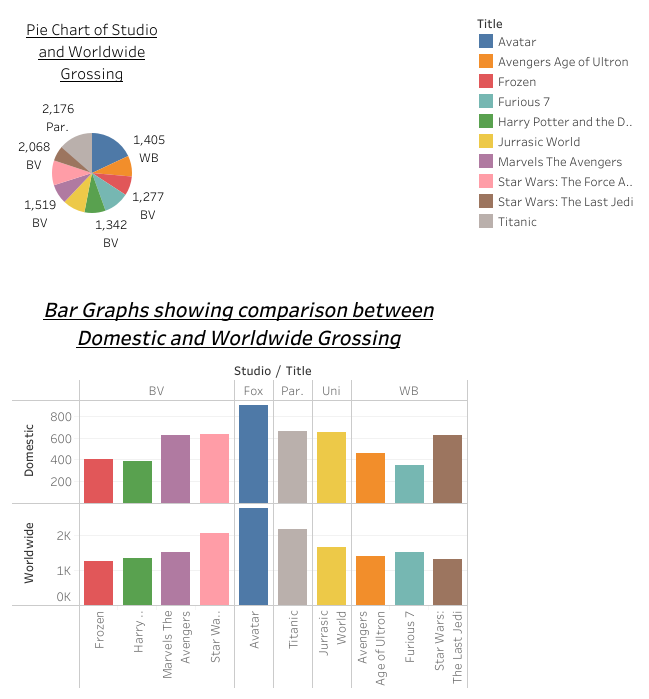 Pie Chart of Studio
and Worldwide
Grossing
2,176
Par.
2,068
BV
1,519
BV
1,405
WB
1,277
BV
1,342
BV
Title
Avatar
Avengers Age of Ultron
Frozen
Furious 7
Harry Potter and the D..
Jurrasic World
Marvels The Avengers
Star Wars: The Force A..
Star Wars: The Last Jedi
Titanic
Bar Graphs showing comparison between
Domestic and Worldwide Grossing
Studio / Title
BV
Fox
Par.
Uni
WB
Domestic
800
600
400
200
Worldwide
2K
1K
0K
Frozen
Harry ..
Marvels The
Avengers
Star Wa..
Avatar
Titanic
Jurrasic
World
Avengers
Age of Ultron
Furious 7
Star Wars:
The Last Jedi